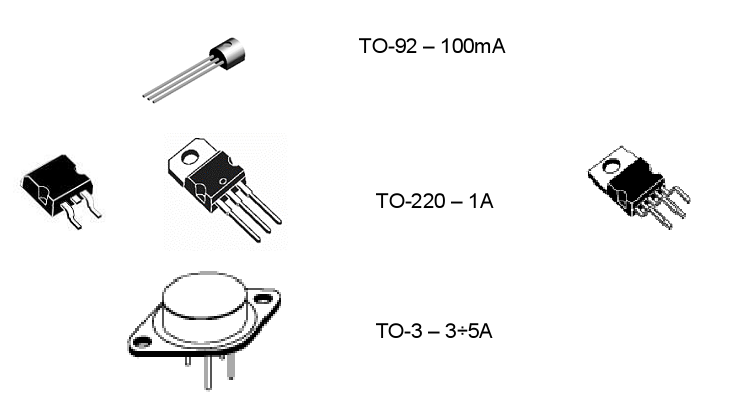 TO-92 – 100mA
TO-220 – 1A
TO-3 – 3÷5A